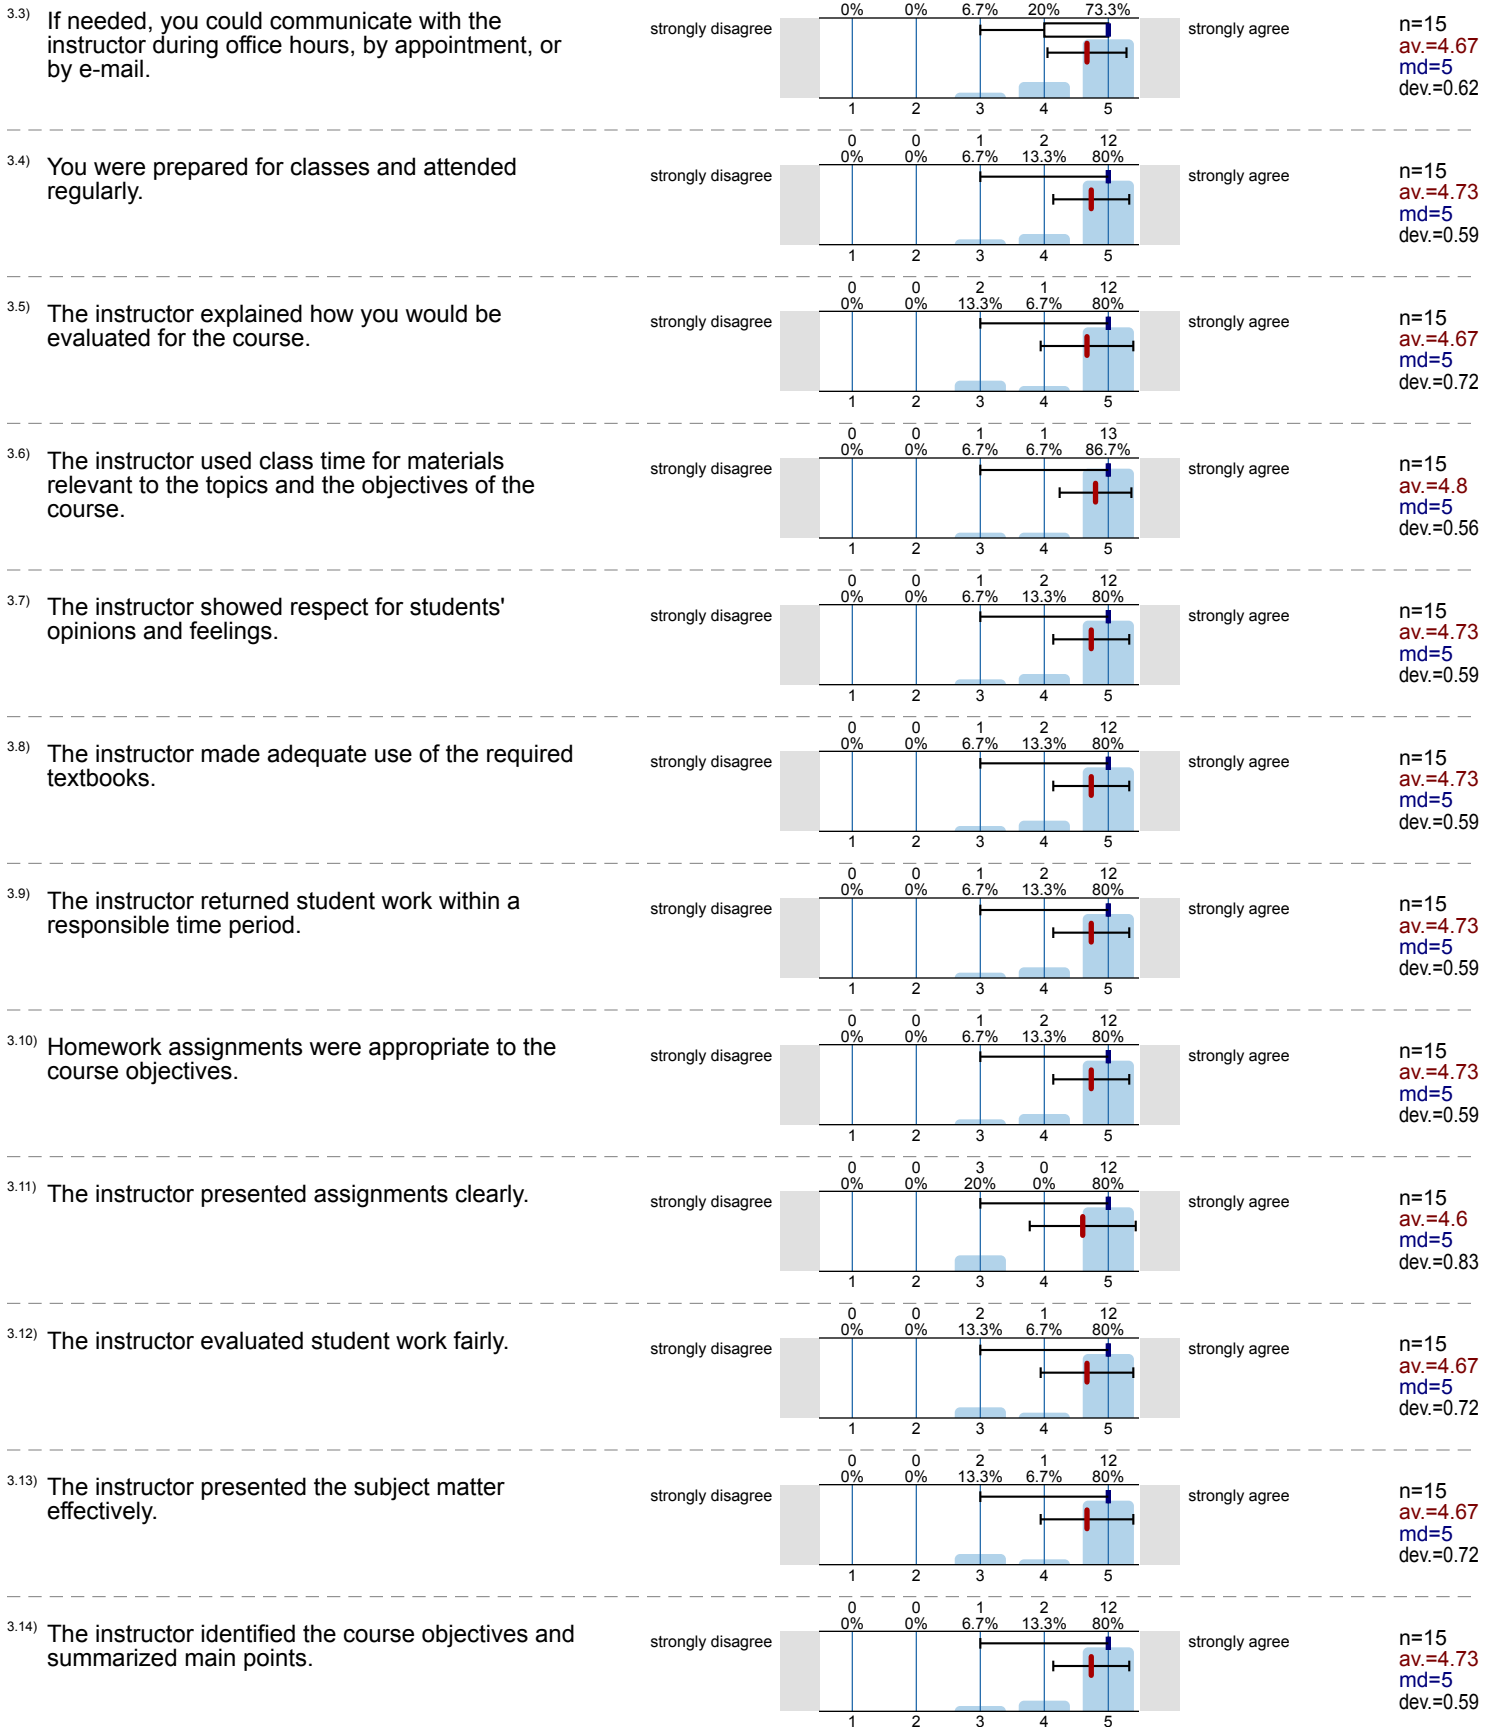 3.3) If needed, you could communicate with the
instructor during office hours, by appointment, or
by e-mail.
strongly disagree
0% 0% 6.7% 20% 73.3%
1 2 3 4 5
strongly agree
n=15
av.=4.67
md=5
dev.=0.62
3.4) You were prepared for classes and attended
regularly.
strongly disagree
0 0 1 2 12
0% 0% 6.7% 13.3% 80%
1 2 3 4 5
strongly agree
n=15
av.=4.73
md=5
dev.=0.59
3.5) The instructor explained how you would be
evaluated for the course.
strongly disagree
0 0 2 1 12
0% 0% 13.3% 6.7% 80%
1 2 3 4 5
strongly agree
n=15
av.=4.67
md=5
dev.=0.72
3.6) The instructor used class time for materials
relevant to the topics and the objectives of the
course.
strongly disagree
0 0 1 1 13
0% 0% 6.7% 6.7% 86.7%
1 2 3 4 5
strongly agree
n=15
av.=4.8
md=5
dev.=0.56
3.7) The instructor showed respect for students'
opinions and feelings.
strongly disagree
0 0 1 2 12
0% 0% 6.7% 13.3% 80%
1 2 3 4 5
strongly agree
n=15
av.=4.73
md=5
dev.=0.59
3.8) The instructor made adequate use of the required
textbooks.
strongly disagree
0 0 1 2 12
0% 0% 6.7% 13.3% 80%
1 2 3 4 5
strongly agree
n=15
av.=4.73
md=5
dev.=0.59
3.9) The instructor returned student work within a
responsible time period.
strongly disagree
0 0 1 2 12
0% 0% 6.7% 13.3% 80%
1 2 3 4 5
strongly agree
n=15
av.=4.73
md=5
dev.=0.59
3.10) Homework assignments were appropriate to the
course objectives.
strongly disagree
0 0 1 2 12
0% 0% 6.7% 13.3% 80%
1 2 3 4 5
strongly agree
n=15
av.=4.73
md=5
dev.=0.59
3.11) The instructor presented assignments clearly.
strongly disagree
0 0 3 0 12
0% 0% 20% 0% 80%
1 2 3 4 5
strongly agree
n=15
av.=4.6
md=5
dev.=0.83
3.12) The instructor evaluated student work fairly.
strongly disagree
0 0 2 1 12
0% 0% 13.3% 6.7% 80%
1 2 3 4 5
strongly agree
n=15
av.=4.67
md=5
dev.=0.72
3.13) The instructor presented the subject matter
effectively.
strongly disagree
0 0 2 1 12
0% 0% 13.3% 6.7% 80%
1 2 3 4 5
strongly agree
n=15
av.=4.67
md=5
dev.=0.72
3.14) The instructor identified the course objectives and
summarized main points.
strongly disagree
0 0 1 2 12
0% 0% 6.7% 13.3% 80%
1 2 3 4 5
strongly agree
n=15
av.=4.73
md=5
dev.=0.59